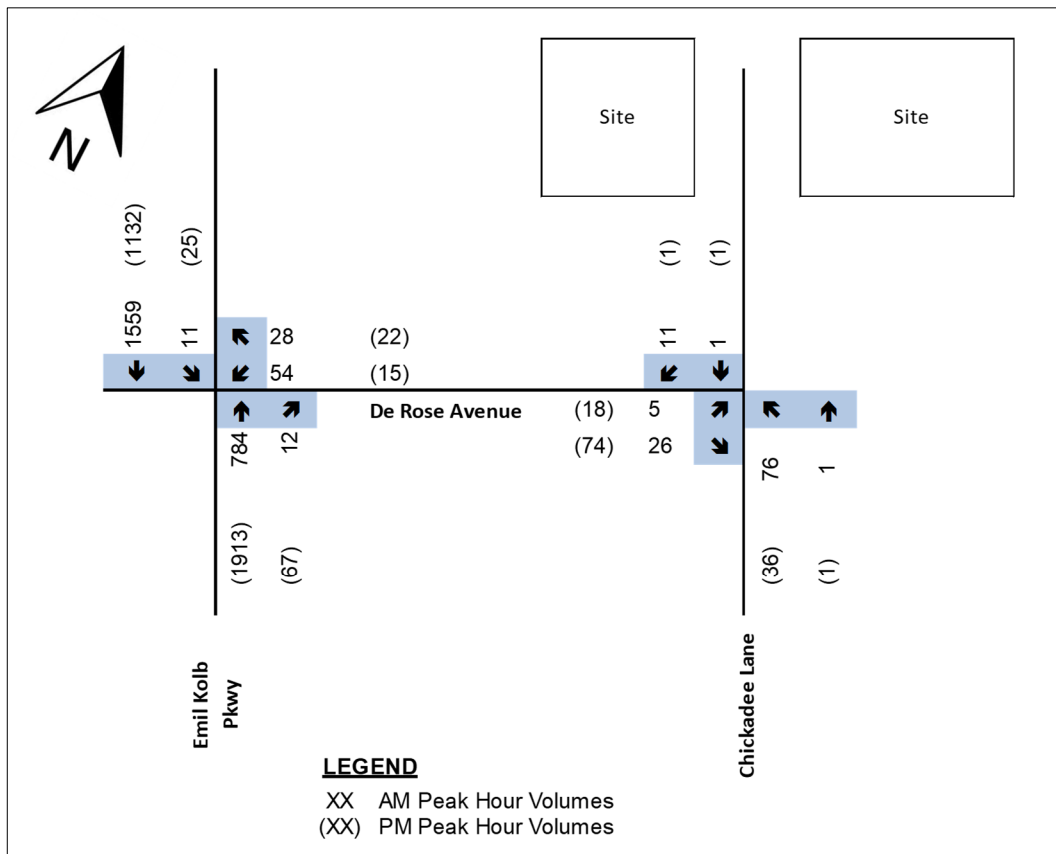 N
Site
Site
(1132)
(25)
(1)
(1)
1559
11
28
(22)
11
1
54
(15)
De Rose Avenue
(18)
5
(74)
26
784
12
76
1
(1913)
(67)
(36)
(1)
Emil Kolb
Pkwy
Chickadee Lane
LEGEND
XX AM Peak Hour Volumes
(XX) PM Peak Hour Volumes